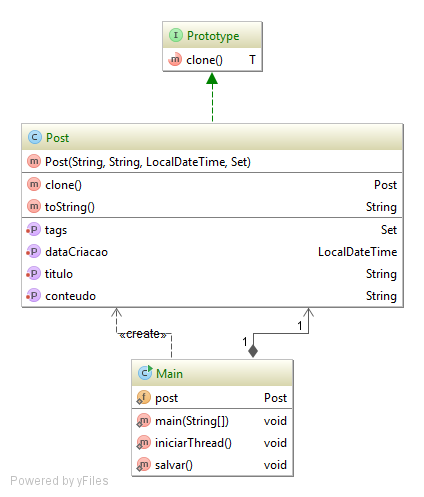 Prototype
clone() T
Post
Post(String, String, LocalDateTime, Set)
clone() Post
toString() String
tags Set
dataCriacao LocalDateTime
titulo String
conteudo String
«create»
1
1
Main
post Post
main(String[]) void
iniciarThread() void
salvar() void
Powered by yFiles